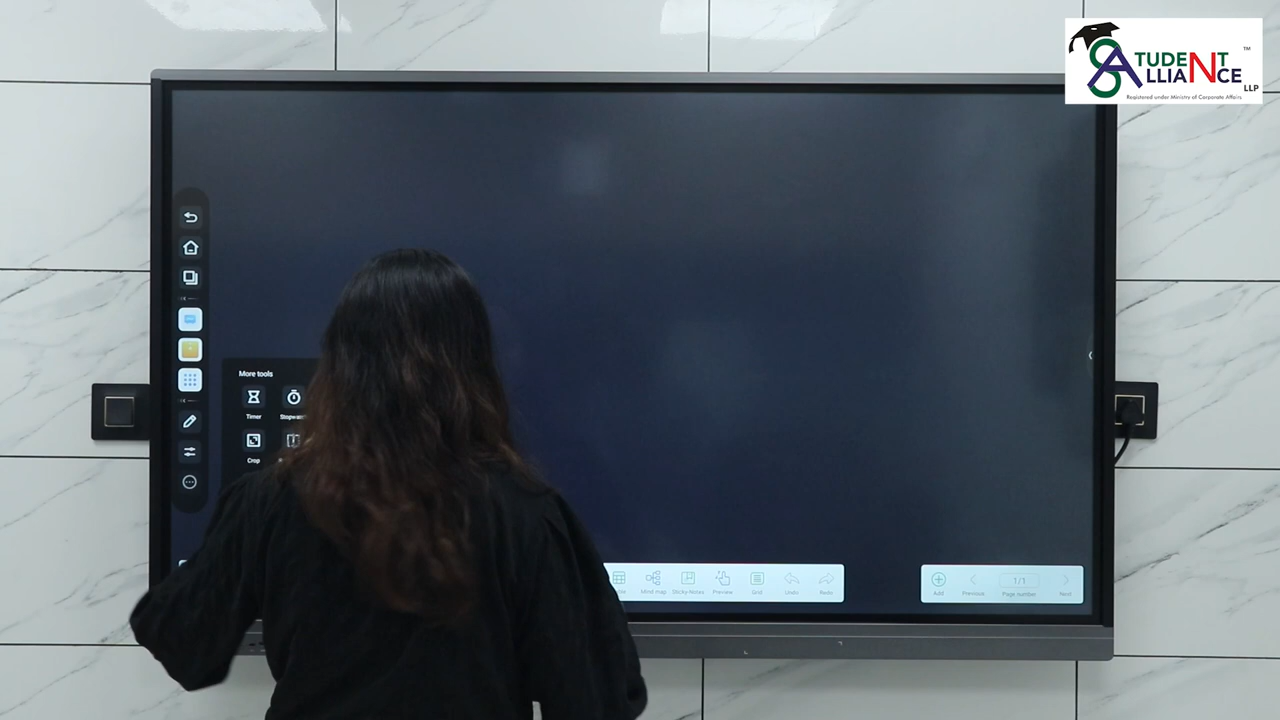 STUDENT ™
ALLIANCE LLP
Registered under Ministry of Corporate Affairs
More tools
Timer
Crop
Mind map Sticky-Notes Preview Grid Undo Redo
Add Previous 1/1 Page number Next